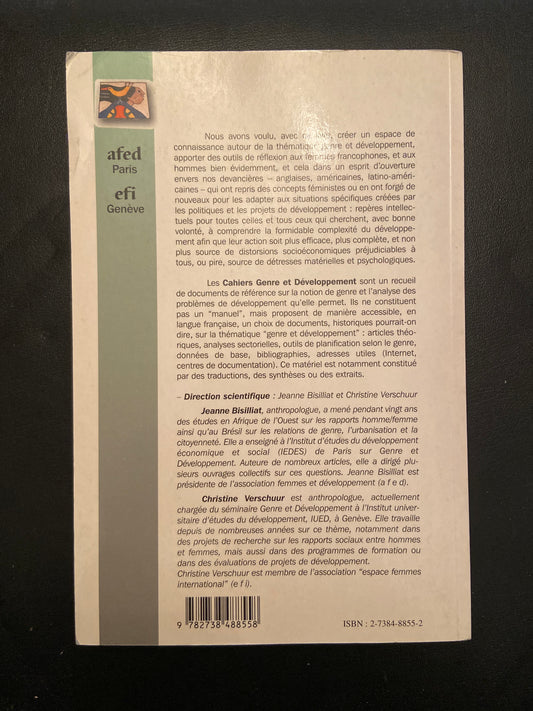 afed
Paris
efi
Genève
Nous avons voulu, avec créer un espace de
connaissance autour de la thématique genre et développement,
apporter des outils de réflexion aux femmes francophones, et aux
hommes bien évidemment, et cela dans un esprit d'ouverture
envers nos devancières – anglaises, américaines, latino-améri-
caines – qui ont repris des concepts féministes ou en ont forgé de
nouveaux pour les adapter aux situations spécifiques créées par
les politiques et les projets de développement : repères intellec-
tuels pour toutes celles et tous ceux qui cherchent, avec bonne
volonté, à comprendre la formidable complexité du développe-
ment afin que leur action soit plus efficace, plus complète, et non
plus source de distorsions socioéconomiques préjudiciables à
tous, ou pire, source de détresses matérielles et psychologiques.
Les Cahiers Genre et Développement sont un recueil
de documents de référence sur la notion de genre et l'analyse des
problèmes de développement qu'elle permet. Ils ne constituent
pas un "manuel", mais proposent de manière accessible, en
langue française, un choix de documents, historiques pourrait-on
dire, sur la thématique "genre et développement" : articles théo-
riques, analyses sectorielles, outils de planification selon le genre,
données de base, bibliographies, adresses utiles (Internet,
centres de documentation). Ce matériel est notamment constitué
par des traductions, des synthèses ou des extraits.
– Direction scientifique : Jeanne Bisilliat et Christine Verschuur
Jeanne Bisilliat, anthropologue, a mené pendant vingt ans
des études en Afrique de l'Ouest sur les rapports homme/femme
ainsi qu'au Brésil sur les relations de genre, l'urbanisation et la
citoyenneté. Elle a enseigné à l'Institut d'études du développement
économique et social (IEDES) de Paris sur Genre et
Développement. Auteure de nombreux articles, elle a dirigé plu-
sieurs ouvrages collectifs sur ces questions. Jeanne Bisilliat est
présidente de l'association femmes et développement (a f e d).
Christine Verschuur est anthropologue, actuellement
chargée du séminaire Genre et Développement à l'Institut univer-
sitaire d'études du développement, IUED, à Genève. Elle travaille
depuis de nombreuses années sur ce thème, notamment dans
des projets de recherche sur les rapports sociaux entre hommes
et femmes, mais aussi dans des programmes de formation ou
dans des évaluations de projets de développement.
Christine Verschuur est membre de l'association "espace femmes
international" (e f i).
9 782738 488558
ISBN : 2-7384-8855-2